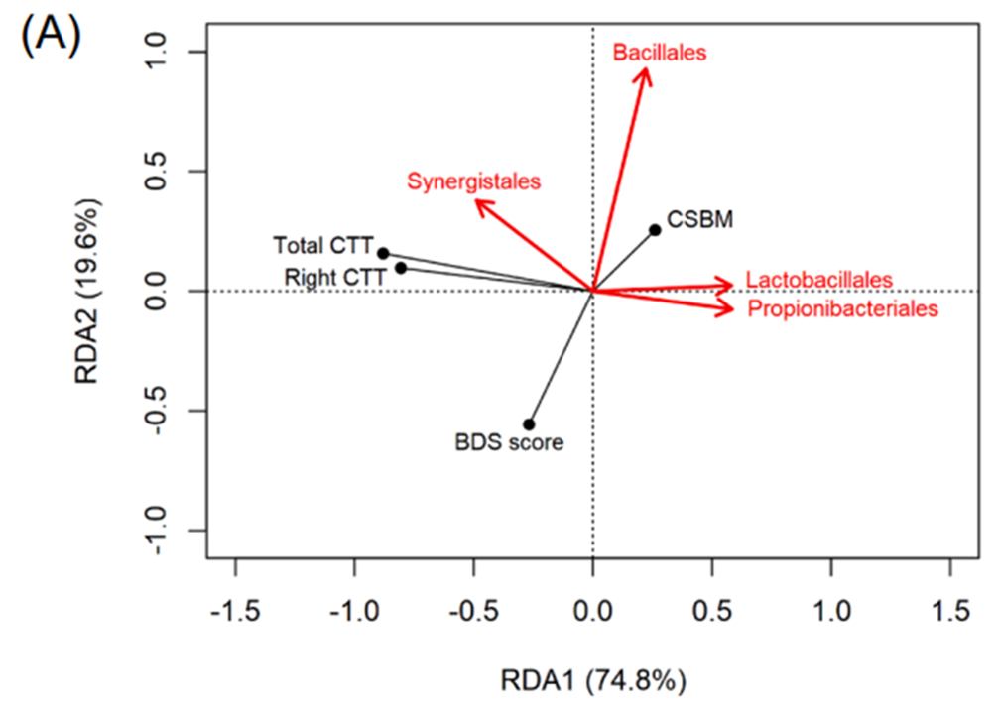 (A)
Bacillales
Synergistales
CSBM
Total CTT
Right CTT
Lactobacillales
Propionibacteriales
BDS score
RDA2 (19.6%)
1.0
0.5
0.0
-0.5
-1.0
-1.5 -1.0 -0.5 0.0 0.5 1.0 1.5
RDA1 (74.8%)